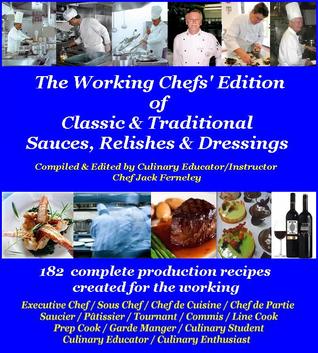 The Working Chefs' Edition
of
Classic & Traditional
Sauces, Relishes & Dressings
Compiled & Edited by Culinary Educator/Instructor
Chef Jack Ferneley
182 complete production recipes
created for the working
Executive Chef / Sous Chef / Chef de Cuisine / Chef de Partie
Saucier / Pâtissier / Tournant / Commis / Line Cook
Prep Cook / Garde Manger / Culinary Student
Culinary Educator / Culinary Enthusiast